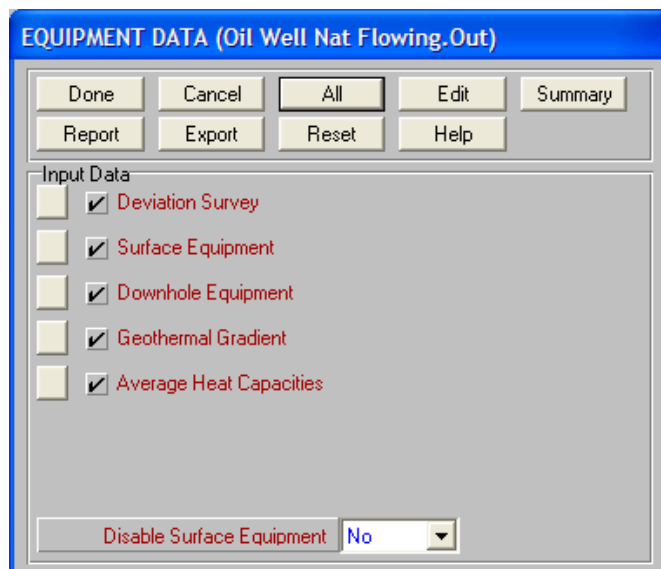 EQUIPMENT DATA (Oil Well Nat Flowing.Out)
Done Cancel All Edit Summary
Report Export Reset Help
Input Data
Deviation Survey
Surface Equipment
Downhole Equipment
Geothermal Gradient
Average Heat Capacities
Disable Surface Equipment No